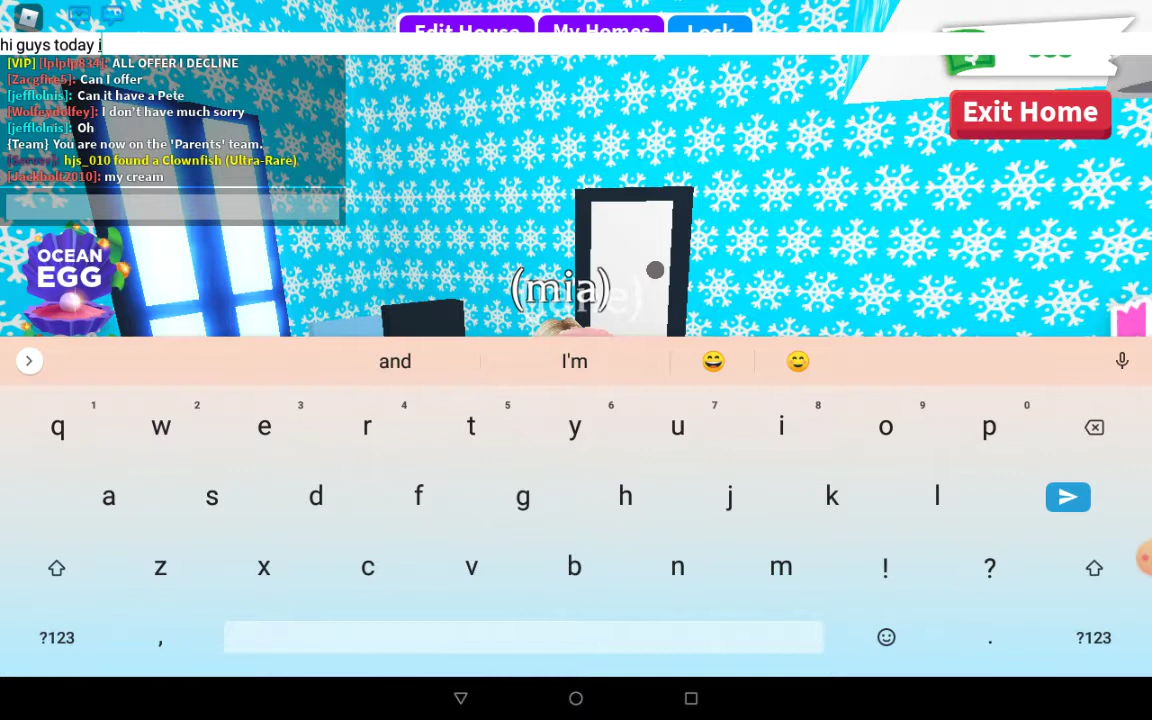 Edit House My Homes Lock
hi guys today i
[VIP] [lplplp834]: ALL OFFER I DECLINE
[Zacgfire5]: Can I offer
[jefflolnis]: Can it have a Pete
[Wolfeydolfey]: I don't have much sorry
[jefflolnis]: Oh
{Team} You are now on the 'Parents' team.
[Server]: hjs_010 found a Clownfish (Ultra-Rare)
[Jackholt2010]: my cream
Exit Home
OCEAN
EGG
(mia)
and I'm 😄 😊
1 2 3 4 5 6 7 8 9 0
q w e r t y u i o p
a s d f g h j k l
z x c v b n m ! ?
?123 , . ?123